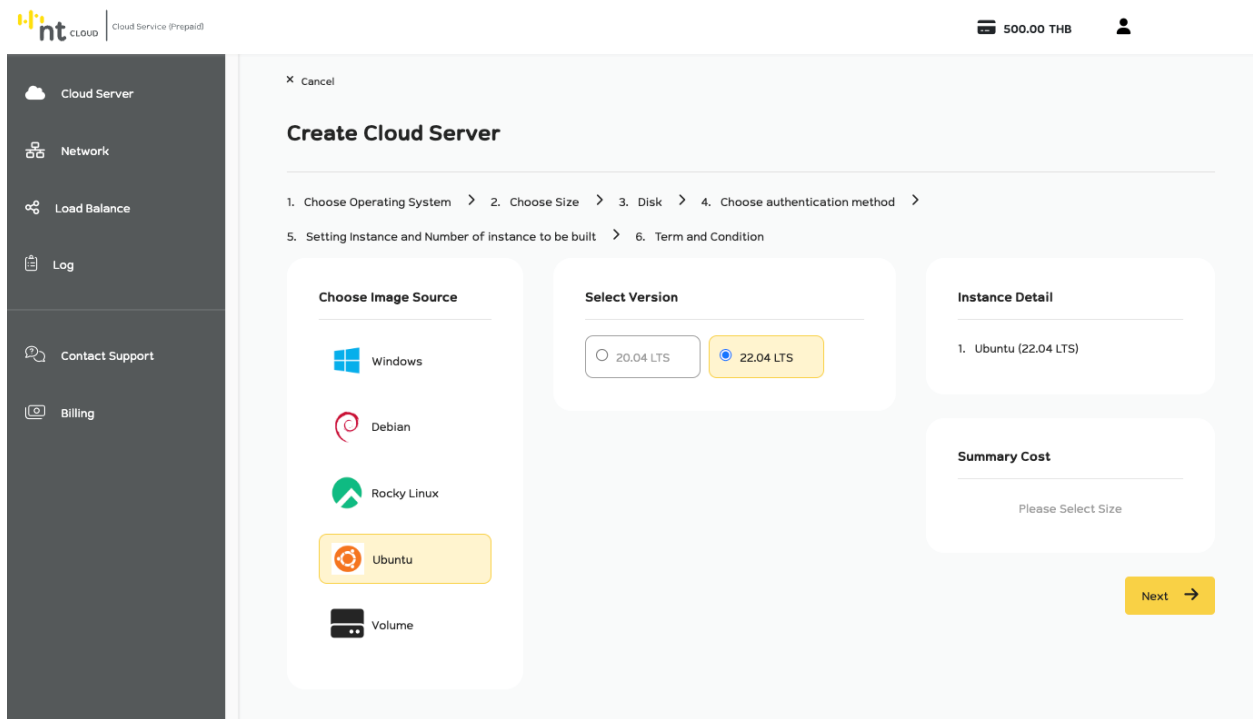 nt CLOUD Cloud Service (Prepaid)
500.00 THB
Cloud Server
Network
Load Balance
Log
Contact Support
Billing
× Cancel
Create Cloud Server
1. Choose Operating System > 2. Choose Size > 3. Disk > 4. Choose authentication method >
5. Setting Instance and Number of instance to be built > 6. Term and Condition
Choose Image Source
Windows
Debian
Rocky Linux
Ubuntu
Volume
Select Version
20.04 LTS 22.04 LTS
Instance Detail
1. Ubuntu (22.04 LTS)
Summary Cost
Please Select Size
Next →